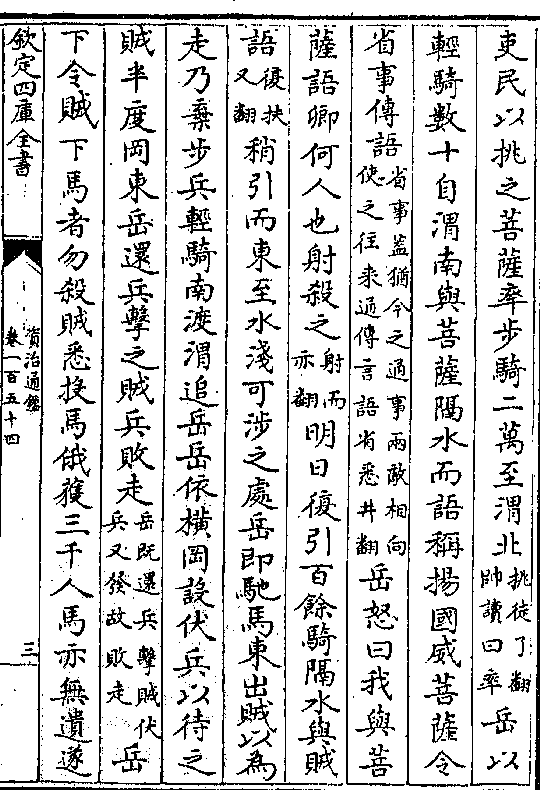 吏民以挑之菩薩率步騎二萬至渭北挑徒了翻帥讀曰率岳以
輕騎數十自渭南與菩薩隔水而語稱揚國威菩薩令
省事傳語省事盖猶今之通事兩敵相向使之往来通傳言語省悉井翻岳怒曰我與菩
薩語卿何人也射殺之射而亦翻明日復引百餘騎隔水與賊
語復扶又翻稍引而東至水淺可涉之處岳即馳馬東出賊以為
走乃棄步兵輕騎南渡渭追岳岳依横岡設伏兵以待之
賊半度岡東岳還兵擊之賊兵敗走岳既還兵擊賊伏兵又發故敗走岳
下令賊下馬者勿殺賊悉投馬俄獲三千人馬亦無遺遂
欽定四庫全書
資治通鑑
卷一百五十四
三